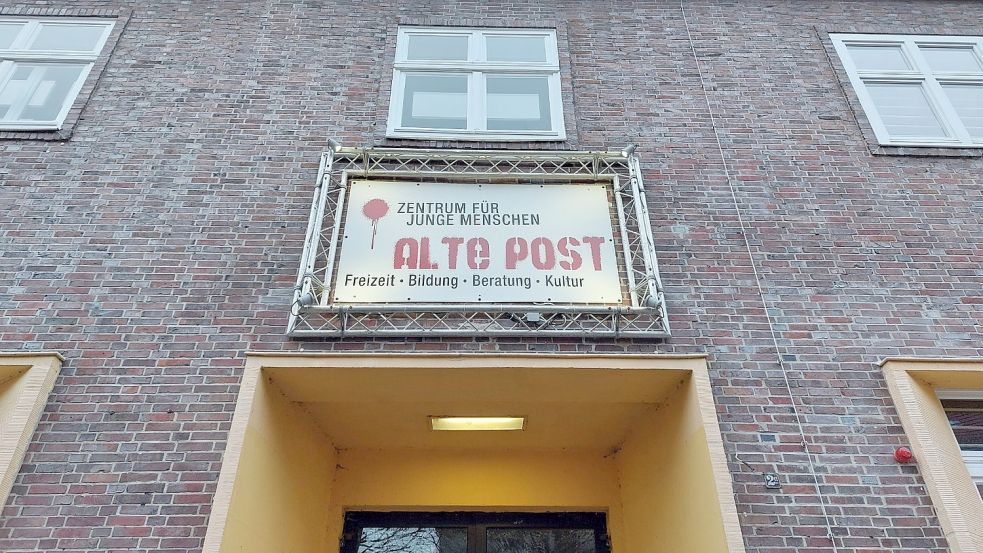 ZENTRUM FÜR
JUNGE MENSCHEN
ALTE POST
Freizeit · Bildung · Beratung · Kultur